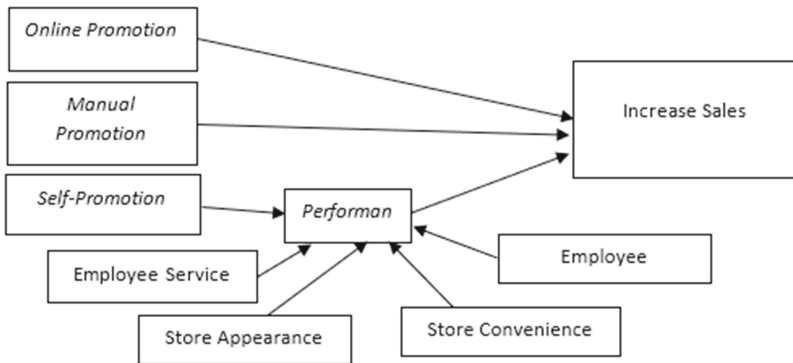 Online Promotion
Manual
Promotion
Increase Sales
Self-Promotion
Performan
Employee Service
Employee
Store Appearance
Store Convenience